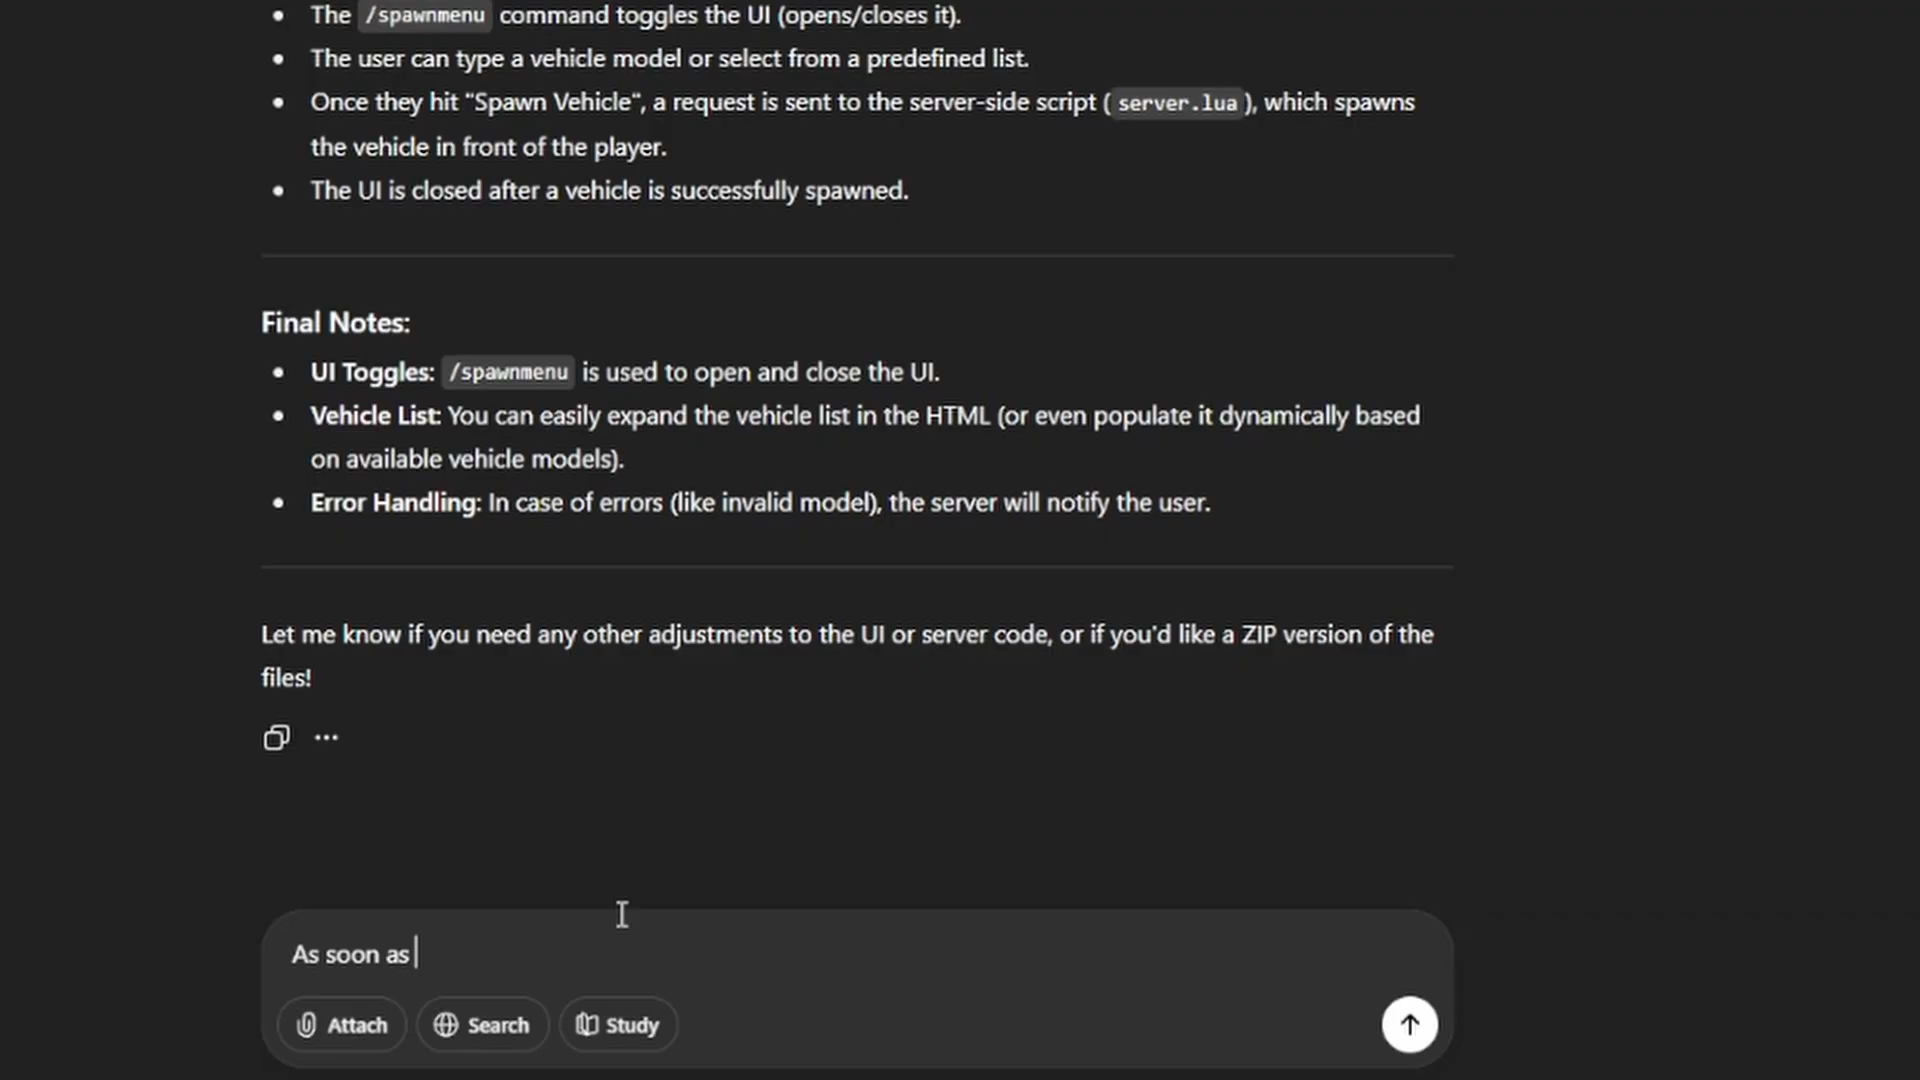 The /spawnmenu command toggles the UI (opens/closes it).
The user can type a vehicle model or select from a predefined list.
Once they hit "Spawn Vehicle", a request is sent to the server-side script ( server.lua ), which spawns
the vehicle in front of the player.
The UI is closed after a vehicle is successfully spawned.
Final Notes:
UI Toggles: /spawnmenu is used to open and close the UI.
Vehicle List: You can easily expand the vehicle list in the HTML (or even populate it dynamically based
on available vehicle models).
Error Handling: In case of errors (like invalid model), the server will notify the user.
Let me know if you need any other adjustments to the UI or server code, or if you'd like a ZIP version of the
files!
As soon as
Attach Search Study